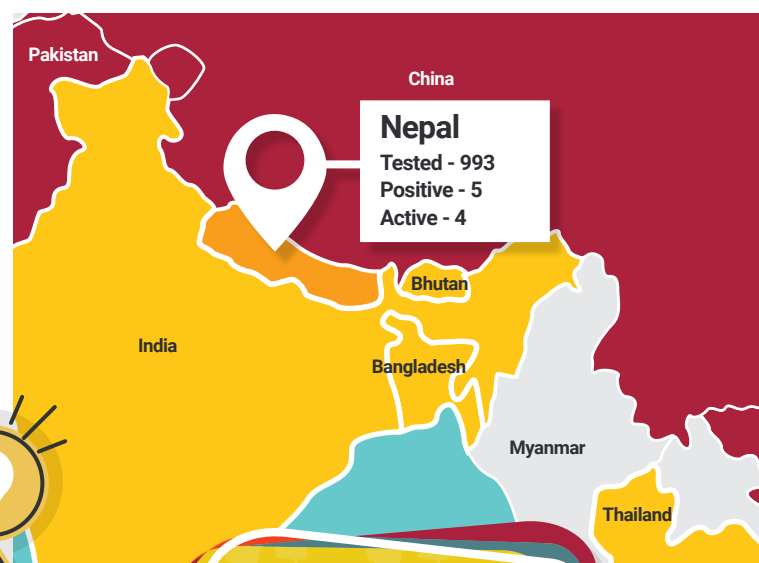 Pakistan
China
Nepal
Tested - 993
Positive - 5
Active - 4
Bhutan
India
Bangladesh
Myanmar
Thailand